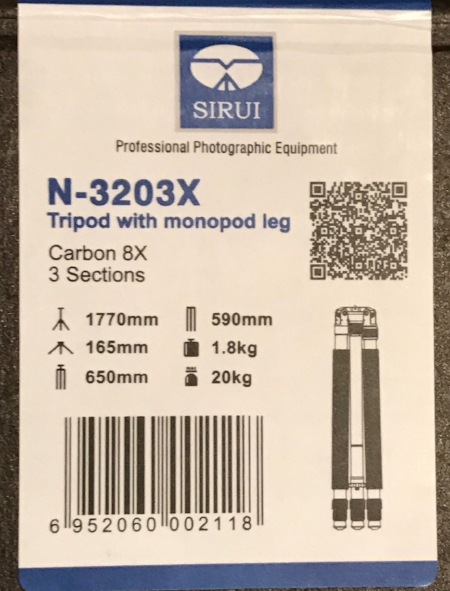 SIRUI
Professional Photographic Equipment
N-3203X
Tripod with monopod leg
Carbon 8X
3 Sections
1770mm 590mm
165mm 1.8kg
650mm 20kg
6 952060 002118